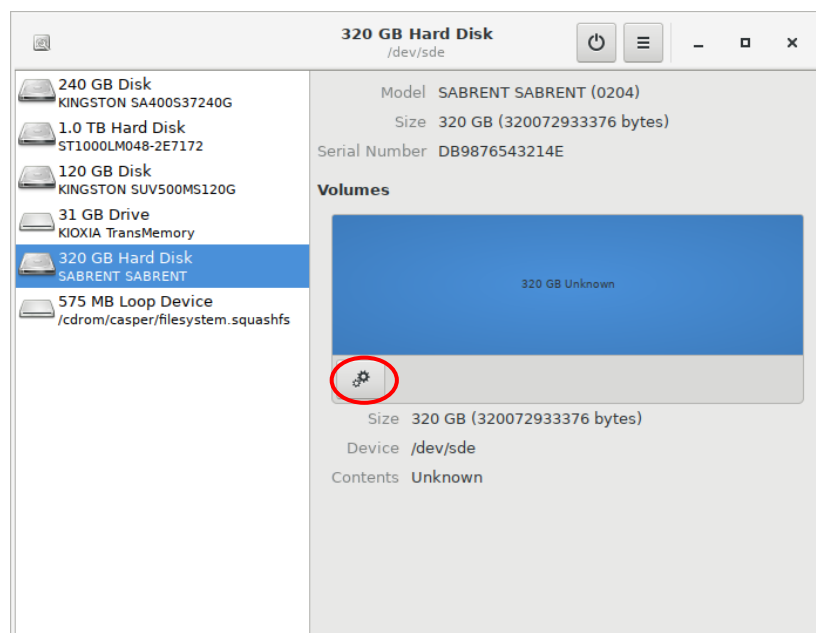 320 GB Hard Disk
/dev/sde
240 GB Disk
KINGSTON SA400S37240G
1.0 TB Hard Disk
ST1000LM048-2E7172
120 GB Disk
KINGSTON SUV500MS120G
31 GB Drive
KIOXIA TransMemory
320 GB Hard Disk
SABRENT SABRENT
575 MB Loop Device
/cdrom/casper/filesystem.squashfs
Model SABRENT SABRENT (0204)
Size 320 GB (320072933376 bytes)
Serial Number DB9876543214E
Volumes
320 GB Unknown
Size 320 GB (320072933376 bytes)
Device /dev/sde
Contents Unknown